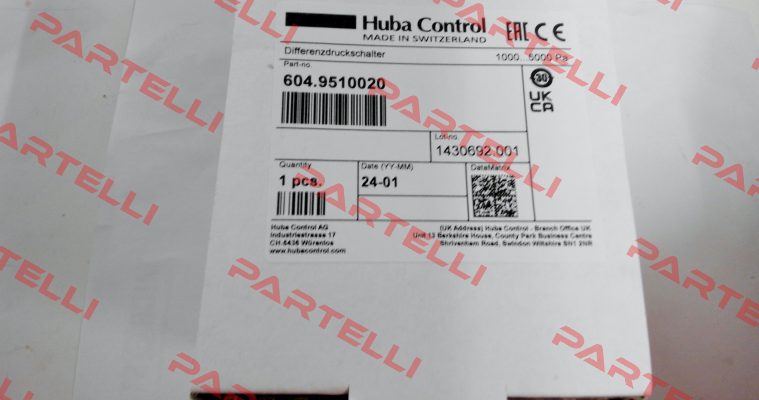 Huba Control
MADE IN SWITZERLAND
EAC CE
Differenzdruckschalter 1000...5000 Pa
Part-no.
604.9510020
30
UK
CA
Lot-no.
1430692.001
Quantity
1 pcs.
Date (YY-MM)
24-01
DataMatrix
Huba Control AG
Industriestrasse 17
CH-5436 Würenlos
www.hubacontrol.com
(UK Address) Huba Control - Branch Office UK
Unit 13 Berkshire House, County Park Business Centre
Shrivenham Road, Swindon Wiltshire SN1 2NR
PARTELLI
PARTELLI
PARTELLI
PARTELLI
PARTELLI
PARTELLI
PARTELLI
PARTELLI
PARTELLI
PARTELLI